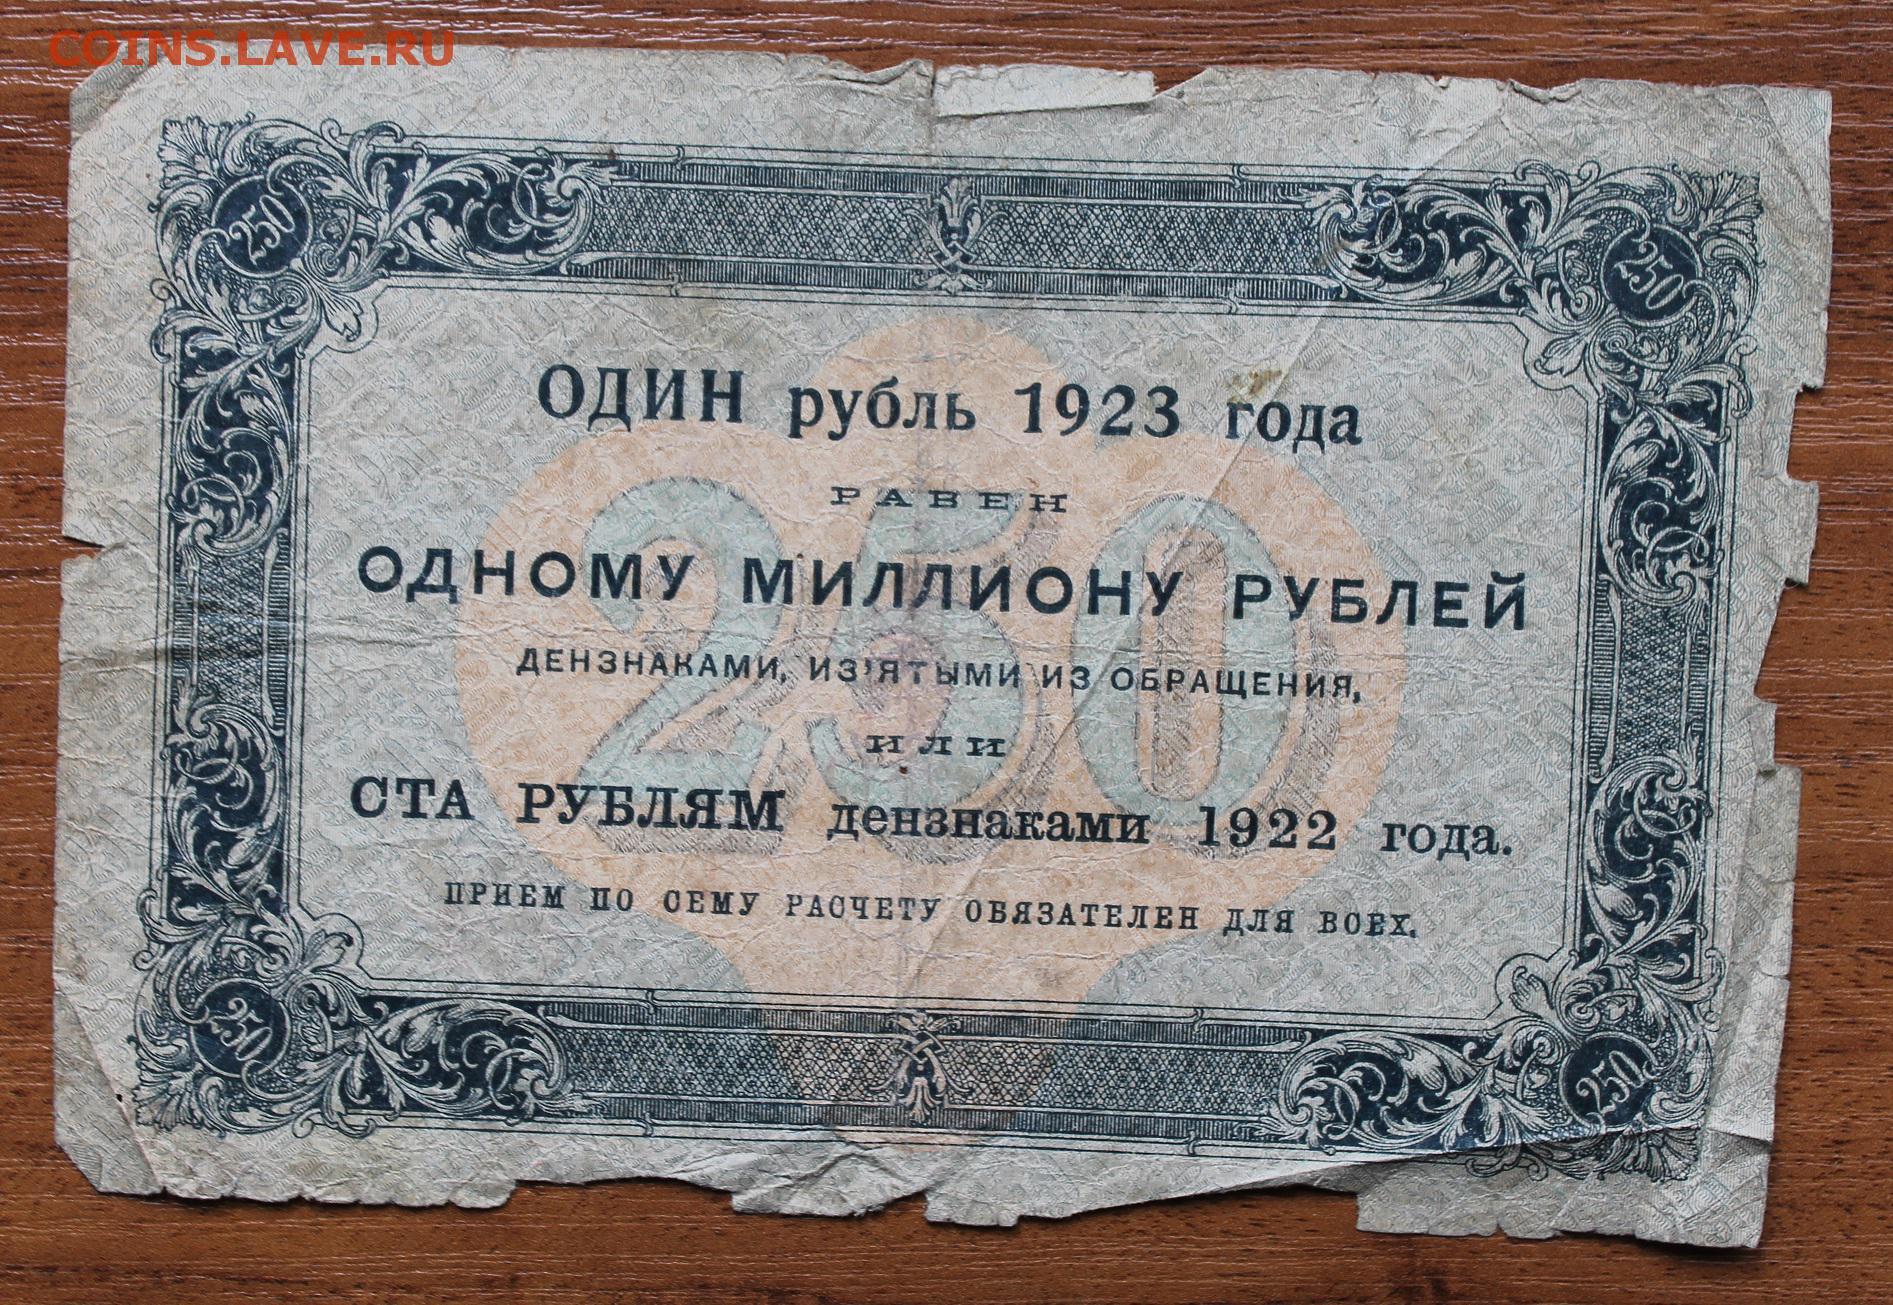 COINS.LAVE.RU
250 250
ОДИН рубль 1923 года
РАВЕН
ОДНОМУ МИЛЛИОНУ РУБЛЕЙ
ДЕНЗНАКАМИ, ИЗ'ЯТЫМИ ИЗ ОБРАЩЕНИЯ,
250
ИЛИ
СТА РУБЛЯМ дензнаками 1922 года.
ПРИЕМ ПО СЕМУ РАСЧЕТУ ОБЯЗАТЕЛЕН ДЛЯ ВСЕХ.
250 250